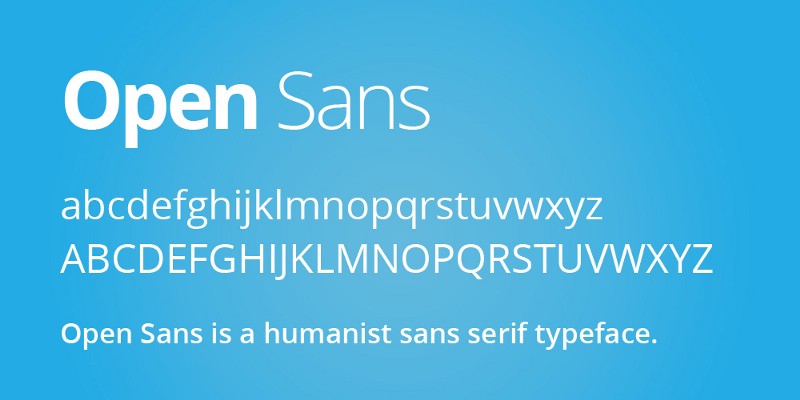 Open Sans
abcdefghijklmnopqrstuvwxyz
ABCDEFGHIJKLMNOPQRSTUVWXYZ
Open Sans is a humanist sans serif typeface.